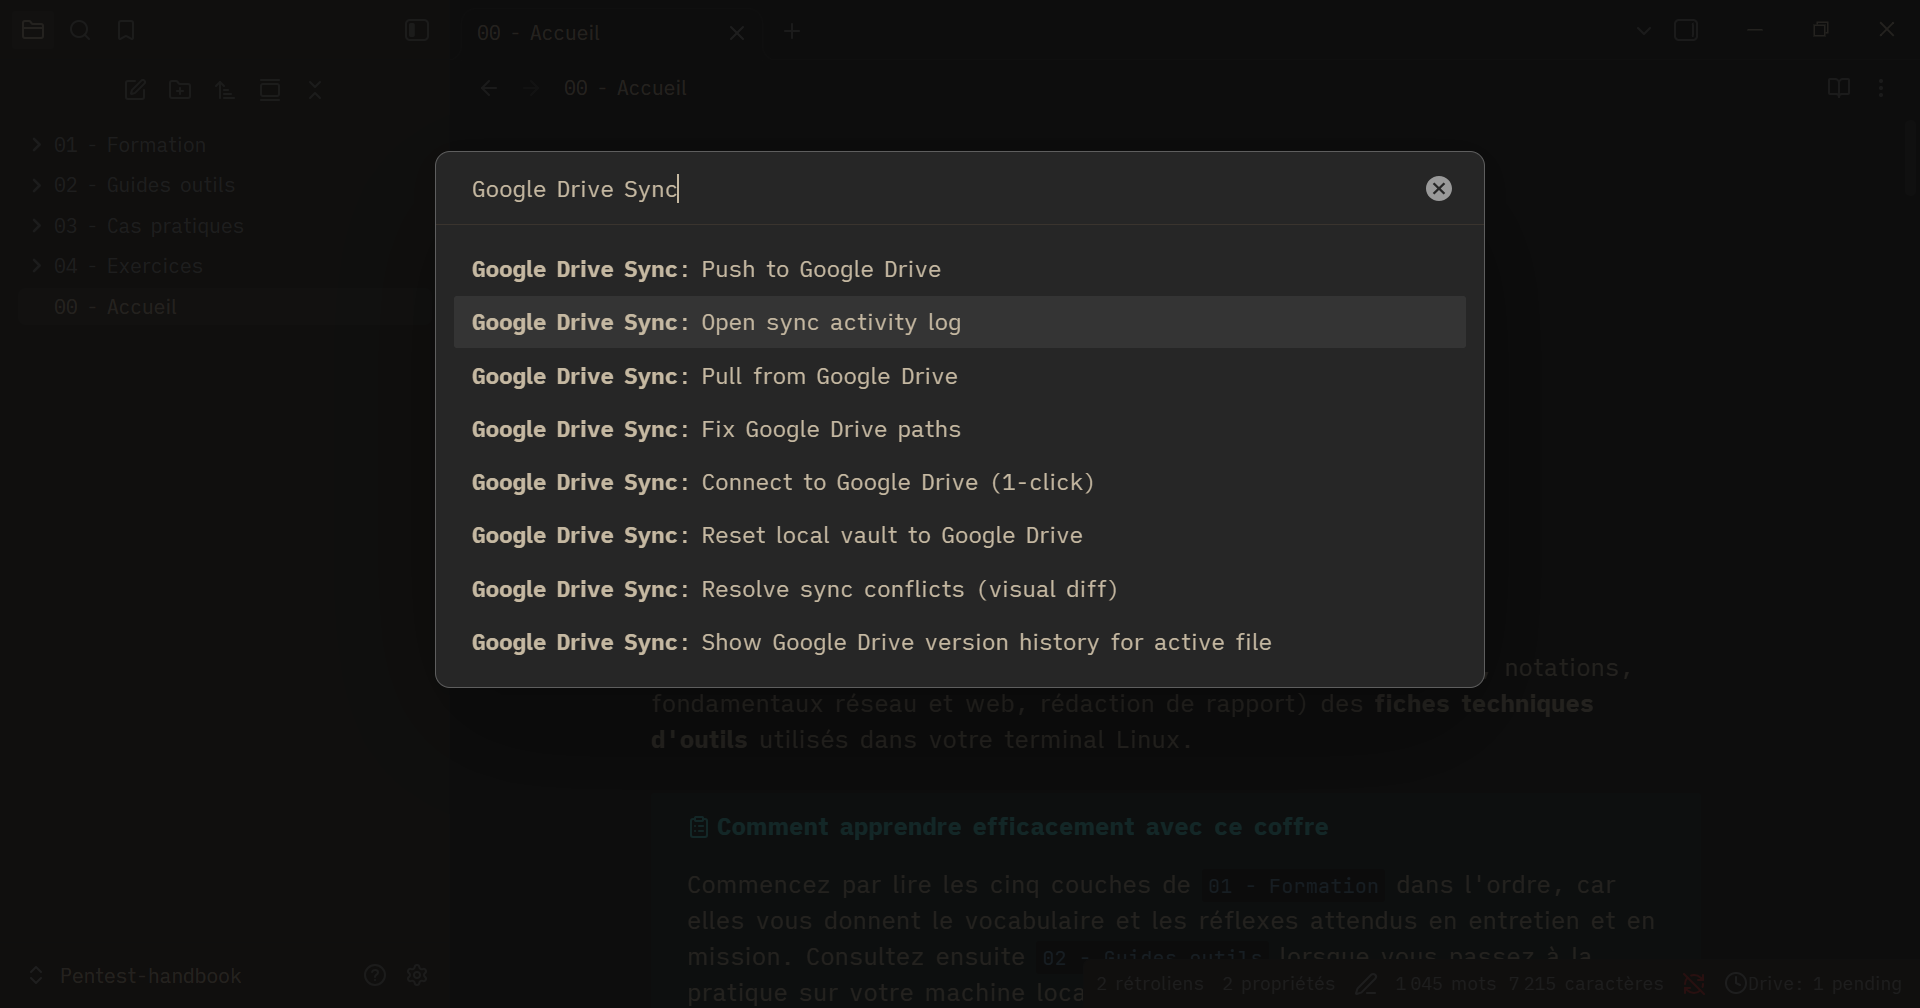 00 - Accueil
00 - Accueil
01 - Formation
02 - Guides outils
03 - Cas pratiques
04 - Exercices
00 - Accueil
Google Drive Sync
Google Drive Sync: Push to Google Drive
Google Drive Sync: Open sync activity log
Google Drive Sync: Pull from Google Drive
Google Drive Sync: Fix Google Drive paths
Google Drive Sync: Connect to Google Drive (1-click)
Google Drive Sync: Reset local vault to Google Drive
Google Drive Sync: Resolve sync conflicts (visual diff)
Google Drive Sync: Show Google Drive version history for active file
notations,
fondamentaux réseau et web, rédaction de rapport) des fiches techniques
d'outils utilisés dans votre terminal Linux.
Comment apprendre efficacement avec ce coffre
Commencez par lire les cinq couches de 01 - Formation dans l'ordre, car
elles vous donnent le vocabulaire et les réflexes attendus en entretien et en
mission. Consultez ensuite 02 - Guides outils lorsque vous passez à la
pratique sur votre machine loca
Pentest-handbook
2 rétroliens 2 propriétés 1 045 mots 7 215 caractères Drive: 1 pending